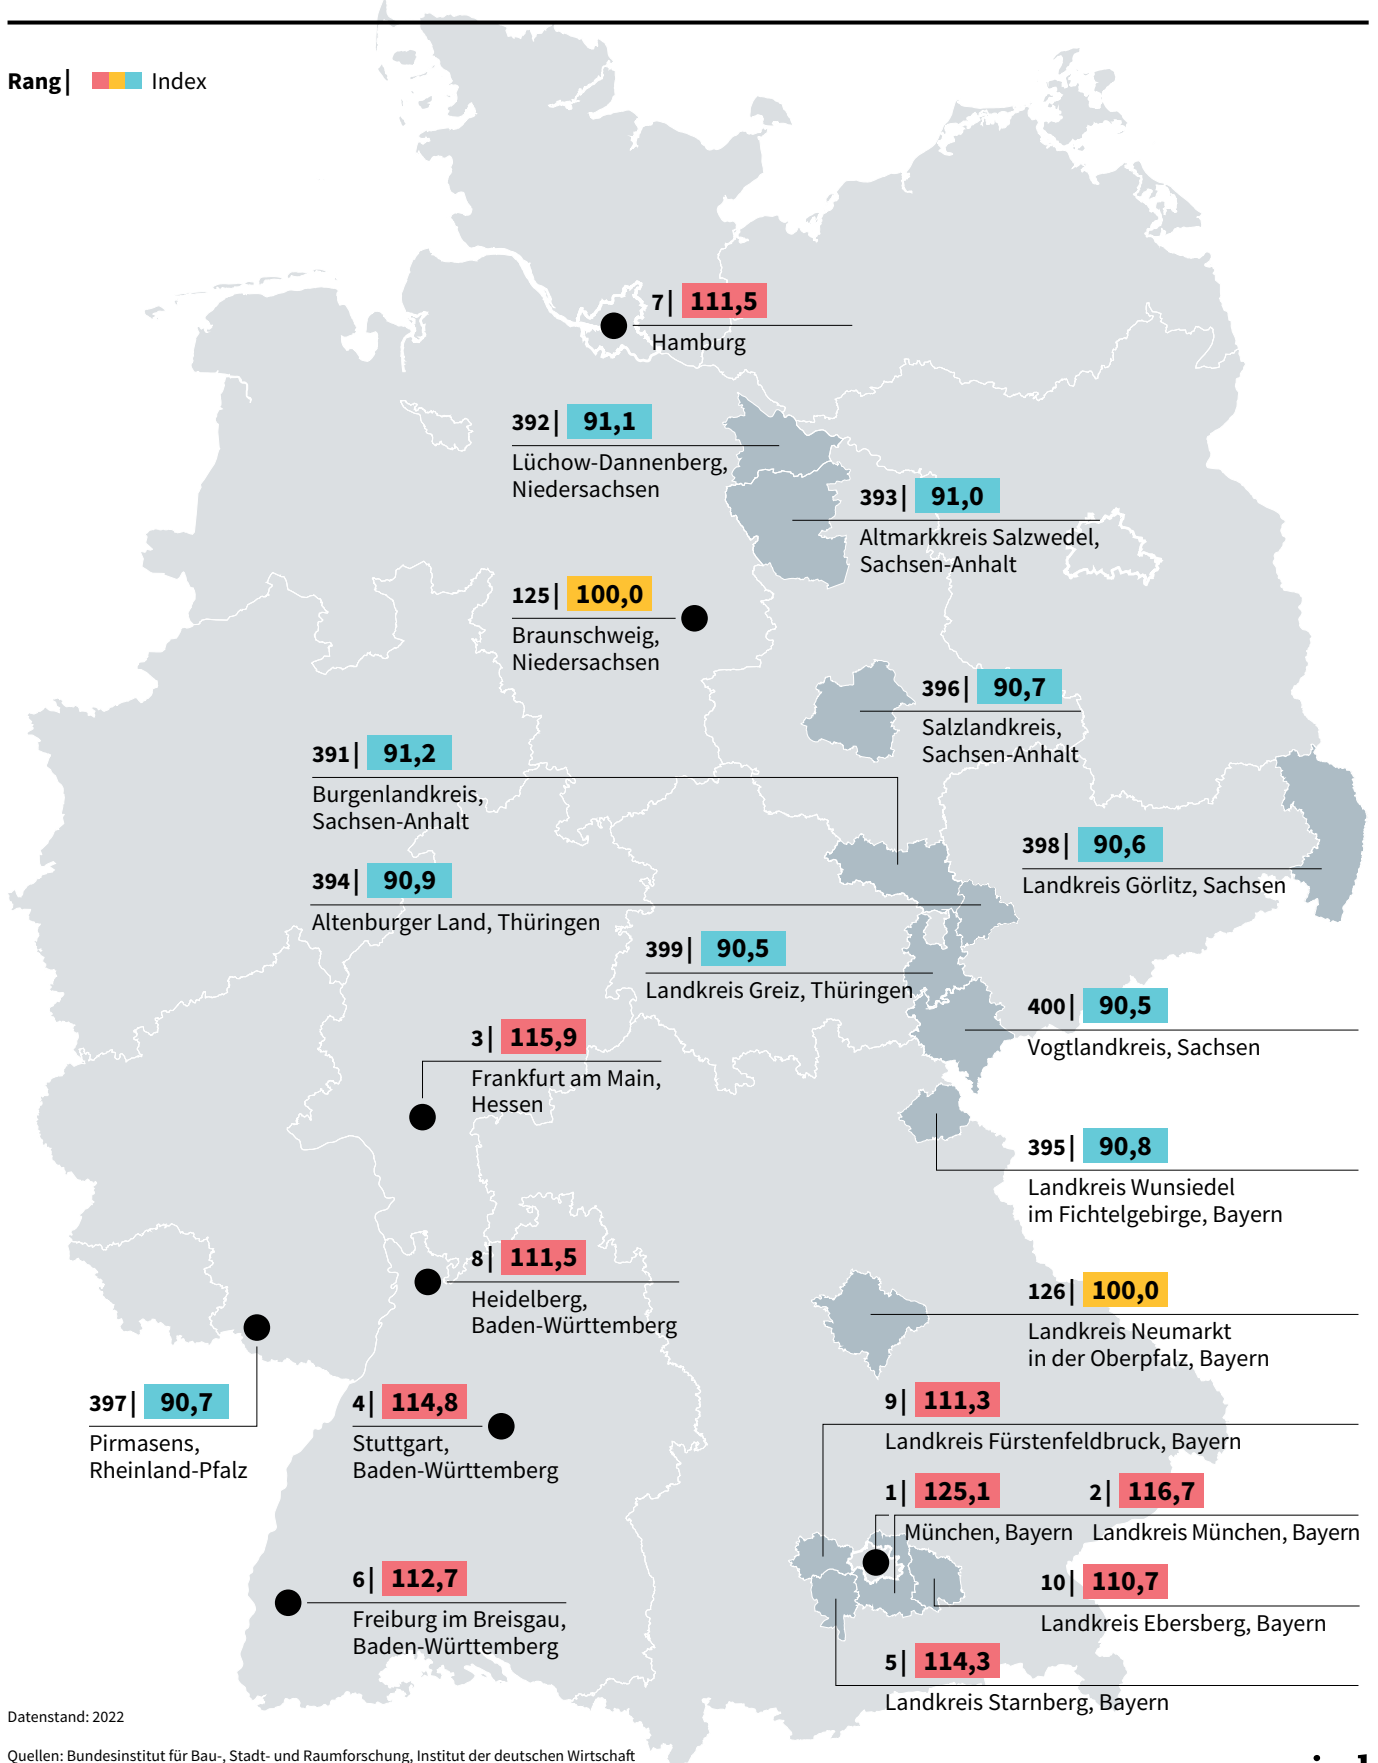 Rang| Index
7| 111,5
Hamburg
392| 91,1
Lüchow-Dannenberg,
Niedersachsen
393| 91,0
Altmarkkreis Salzwedel,
Sachsen-Anhalt
125| 100,0
Braunschweig,
Niedersachsen
396| 90,7
Salzlandkreis,
Sachsen-Anhalt
391| 91,2
Burgenlandkreis,
Sachsen-Anhalt
398| 90,6
Landkreis Görlitz, Sachsen
394| 90,9
Altenburger Land, Thüringen
399| 90,5
Landkreis Greiz, Thüringen
400| 90,5
Vogtlandkreis, Sachsen
3| 115,9
Frankfurt am Main,
Hessen
395| 90,8
Landkreis Wunsiedel
im Fichtelgebirge, Bayern
8| 111,5
Heidelberg,
Baden-Württemberg
126| 100,0
Landkreis Neumarkt
in der Oberpfalz, Bayern
397| 90,7
Pirmasens,
Rheinland-Pfalz
4| 114,8
Stuttgart,
Baden-Württemberg
9| 111,3
Landkreis Fürstenfeldbruck, Bayern
1| 125,1
München, Bayern
2| 116,7
Landkreis München, Bayern
6| 112,7
Freiburg im Breisgau,
Baden-Württemberg
10| 110,7
Landkreis Ebersberg, Bayern
5| 114,3
Landkreis Starnberg, Bayern
Datenstand: 2022
Quellen: Bundesinstitut für Bau-, Stadt- und Raumforschung, Institut der deutschen Wirtschaft